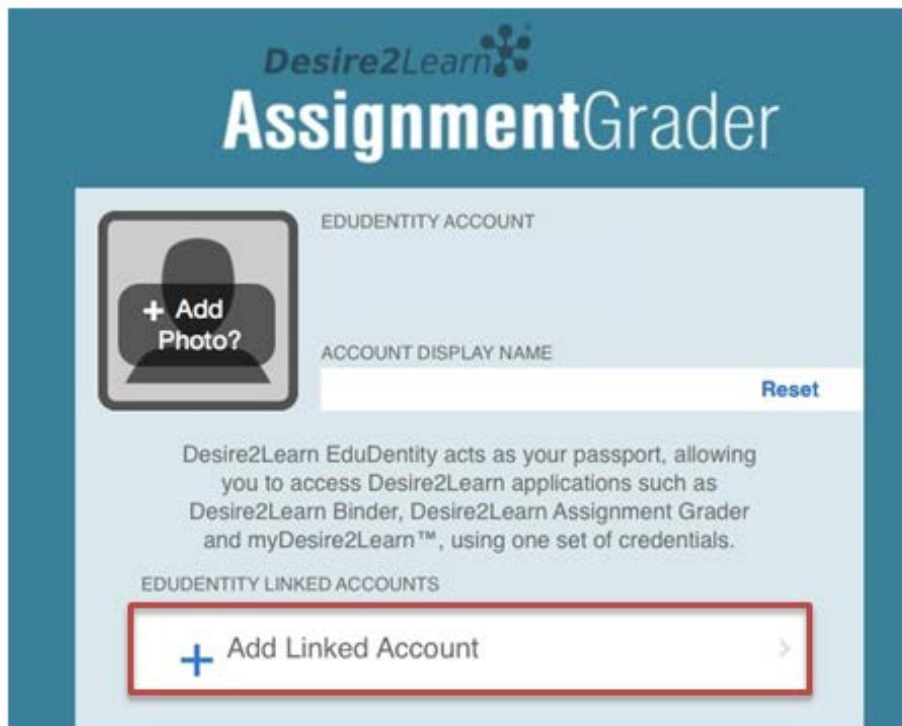 Desire2Learn
AssignmentGrader
EDUDENTITY ACCOUNT
+ Add
Photo?
ACCOUNT DISPLAY NAME
Reset
Desire2Learn EduDentity acts as your passport, allowing
you to access Desire2Learn applications such as
Desire2Learn Binder, Desire2Learn Assignment Grader
and myDesire2Learn™, using one set of credentials.
EDUDENTITY LINKED ACCOUNTS
+ Add Linked Account >